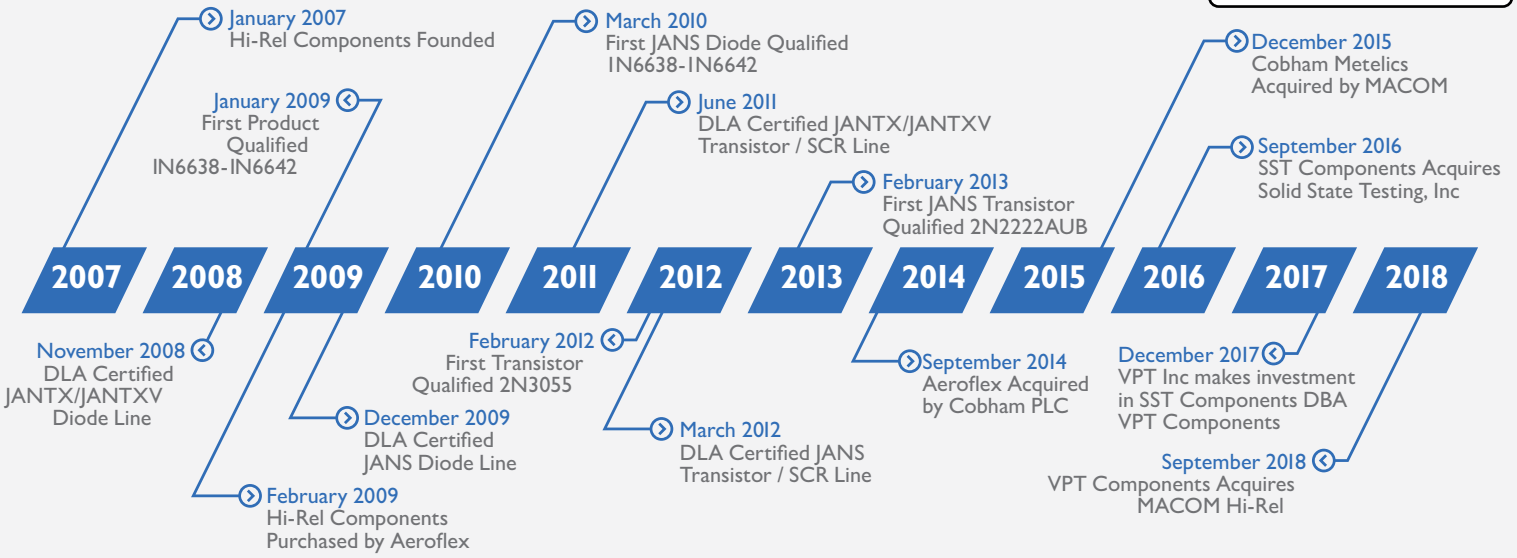 January 2007
Hi-Rel Components Founded
January 2009
First Product
Qualified
IN6638-IN6642
March 2010
First JANS Diode Qualified
IN6638-IN6642
June 2011
DLA Certified JANTX/JANTXV
Transistor / SCR Line
February 2013
First JANS Transistor
Qualified 2N2222AUB
December 2015
Cobham Metelics
Acquired by MACOM
September 2016
SST Components Acquires
Solid State Testing, Inc
2007
2008
2009
2010
2011
2012
2013
2014
2015
2016
2017
2018
November 2008
DLA Certified
JANTX/JANTXV
Diode Line
February 2009
Hi-Rel Components
Purchased by Aeroflex
December 2009
DLA Certified
JANS Diode Line
February 2012
First Transistor
Qualified 2N3055
March 2012
DLA Certified JANS
Transistor / SCR Line
September 2014
Aeroflex Acquired
by Cobham PLC
December 2017
VPT Inc makes investment
in SST Components DBA
VPT Components
September 2018
VPT Components Acquires
MACOM Hi-Rel